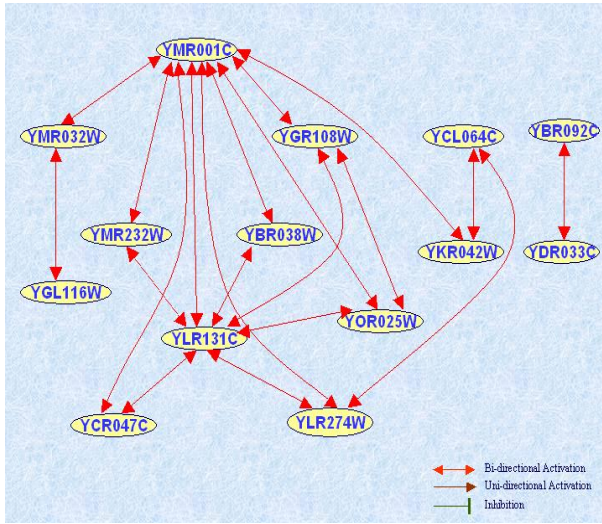 YMR001C
YMR032W
YGR108W
YCL064C
YBR092C
YMR232W
YBR038W
YKR042W
YDR033C
YGL116W
YOR025W
YLR131C
YCR047C
YLR274W
Bi-directional Activation
Uni-directional Activation
Inhibition